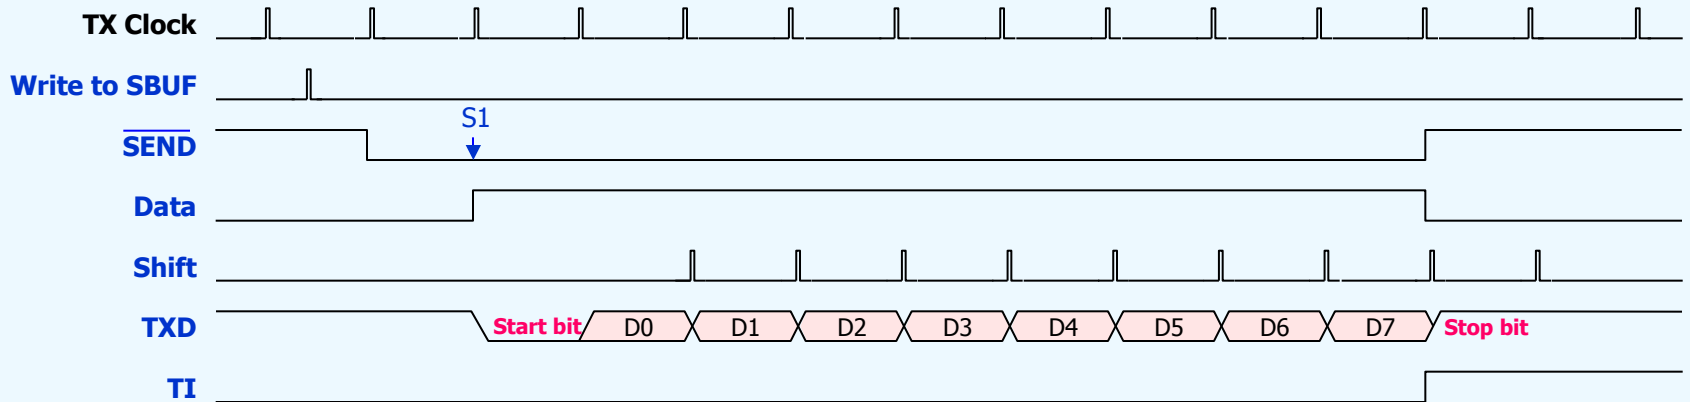 TX Clock
Write to SBUF
S1
SEND
Data
Shift
TXD Start bit D0 D1 D2 D3 D4 D5 D6 D7 Stop bit
TI